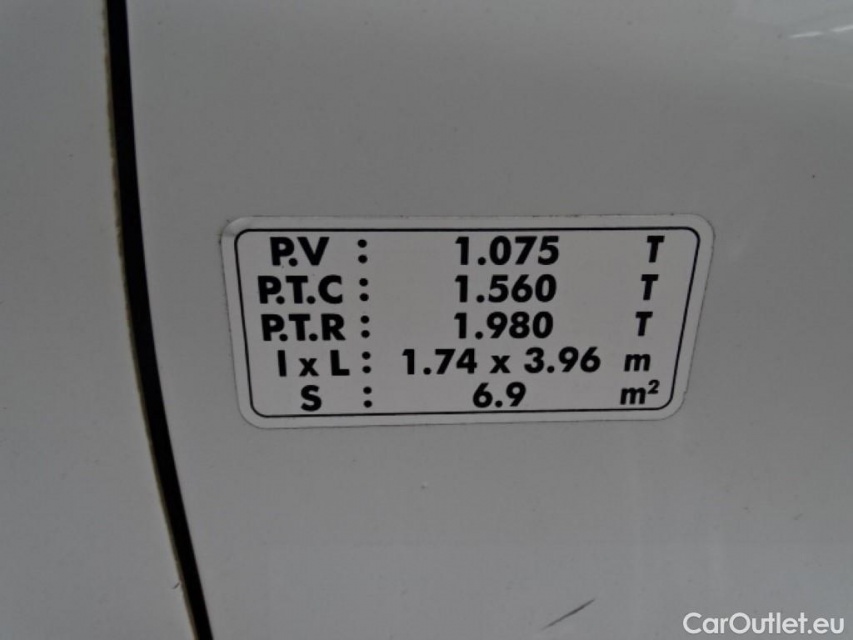 P.V : 1.075 T
P.T.C : 1.560 T
P.T.R : 1.980 T
l x L : 1.74 x 3.96 m
S : 6.9 m²
CarOutlet.eu